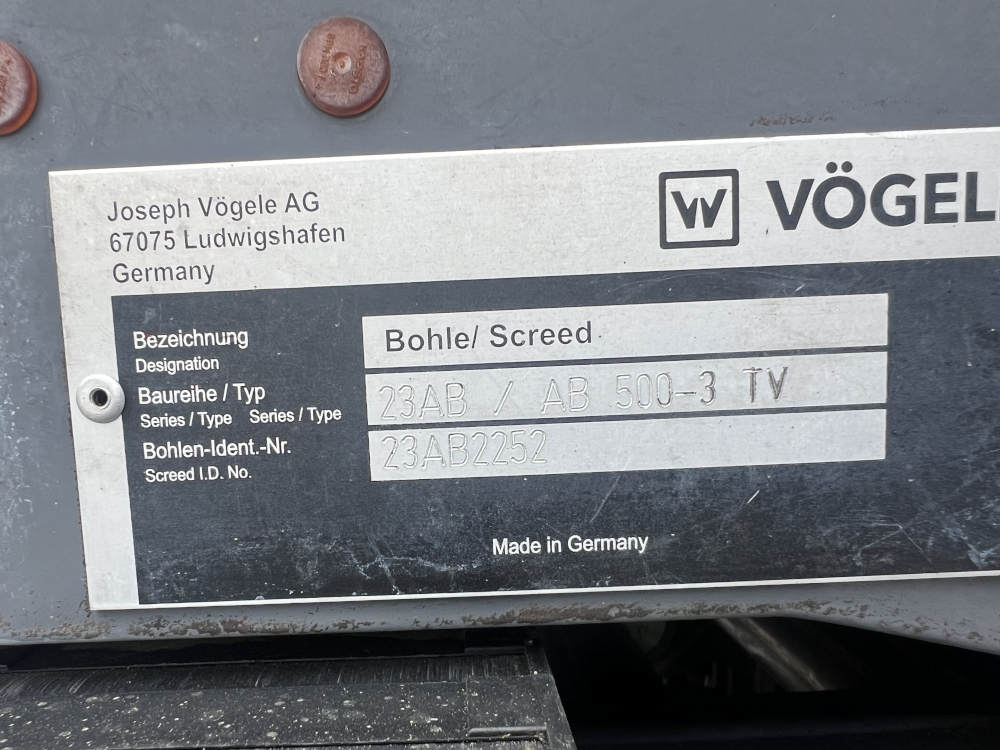 Joseph Vögele AG
67075 Ludwigshafen
Germany
VÖGEL
Bezeichnung
Designation
Bohle/ Screed
Baureihe / Typ
Series / Type Series / Type
23AB / AB 500-3 TV
Bohlen-Ident.-Nr.
Screed I.D. No.
23AB2252
Made in Germany